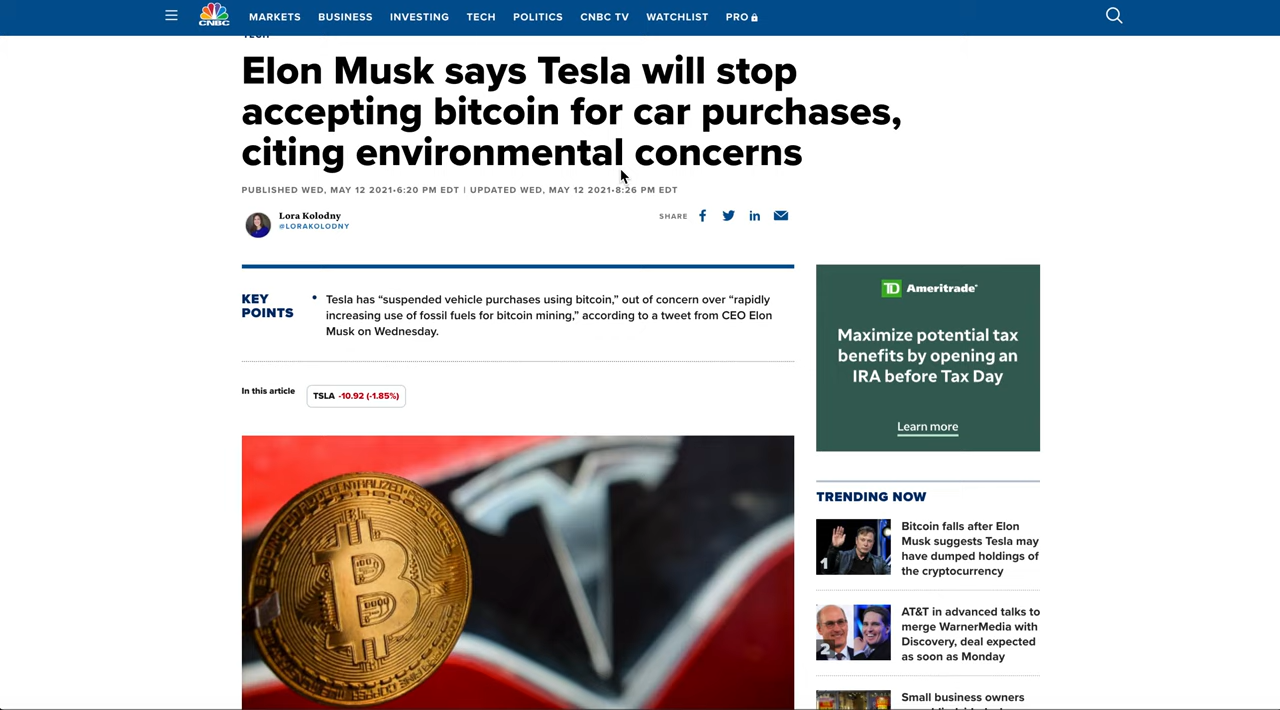 CNBC
MARKETS BUSINESS INVESTING TECH POLITICS CNBC TV WATCHLIST PRO
TECH
Elon Musk says Tesla will stop
accepting bitcoin for car purchases,
citing environmental concerns
PUBLISHED WED, MAY 12 2021•6:20 PM EDT | UPDATED WED, MAY 12 2021•8:26 PM EDT
Lora Kolodny
@LORAKOLODNY
SHARE
KEY
POINTS
• Tesla has “suspended vehicle purchases using bitcoin,” out of concern over “rapidly
increasing use of fossil fuels for bitcoin mining,” according to a tweet from CEO Elon
Musk on Wednesday.
In this article
TSLA -10.92 (-1.85%)
DECENTRALIZED
TD Ameritrade
Maximize potential tax
benefits by opening an
IRA before Tax Day
Learn more
TRENDING NOW
1
Bitcoin falls after Elon
Musk suggests Tesla may
have dumped holdings of
the cryptocurrency
2
AT&T in advanced talks to
merge WarnerMedia with
Discovery, deal expected
as soon as Monday
Small business owners